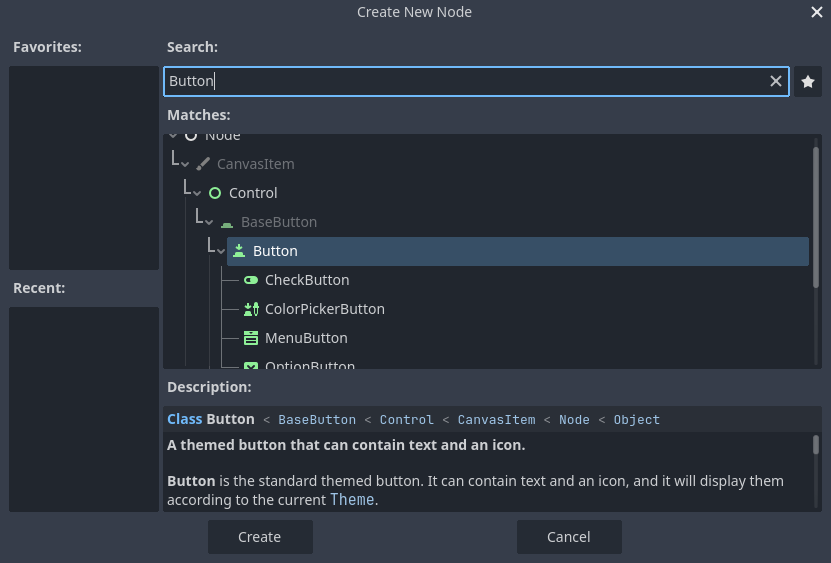 Create New Node
Favorites:
Search:
Button
Matches:
Node
CanvasItem
Control
BaseButton
Button
CheckButton
ColorPickerButton
MenuButton
OptionButton
Recent:
Description:
Class Button < BaseButton < Control < CanvasItem < Node < Object
A themed button that can contain text and an icon.
Button is the standard themed button. It can contain text and an icon, and it will display them
according to the current Theme.
Create
Cancel